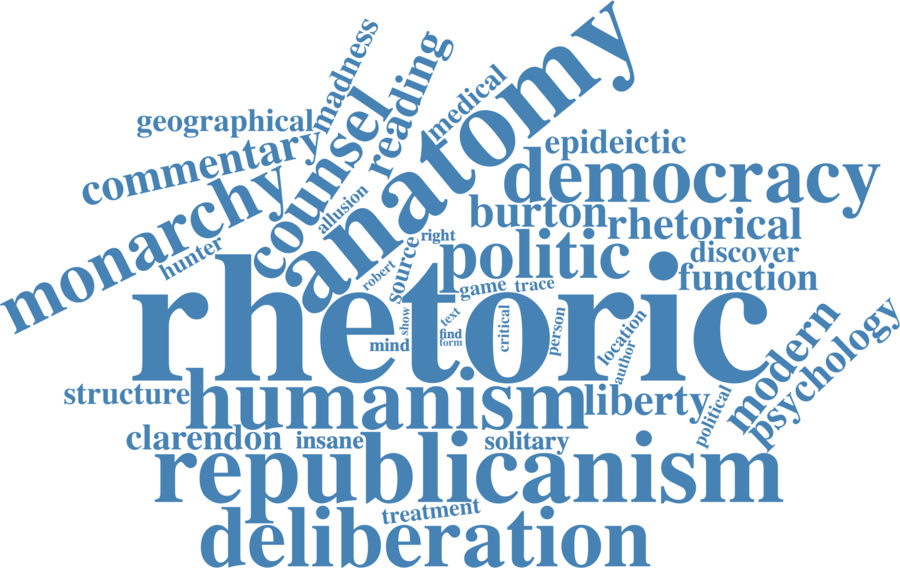 madness
geographical
counsel
reading
medical
anatomy
commentary
epideictic
democracy
monarchy
allusion
burton
rhetorical
hunter
right
politic
discover
source
robert
function
game
trace
rhetoric
show
text
critical
person
location
find
form
mind
author
modern
psychology
structure
humanism
liberty
political
clarendon
insane
solitary
republicanism
treatment
deliberation